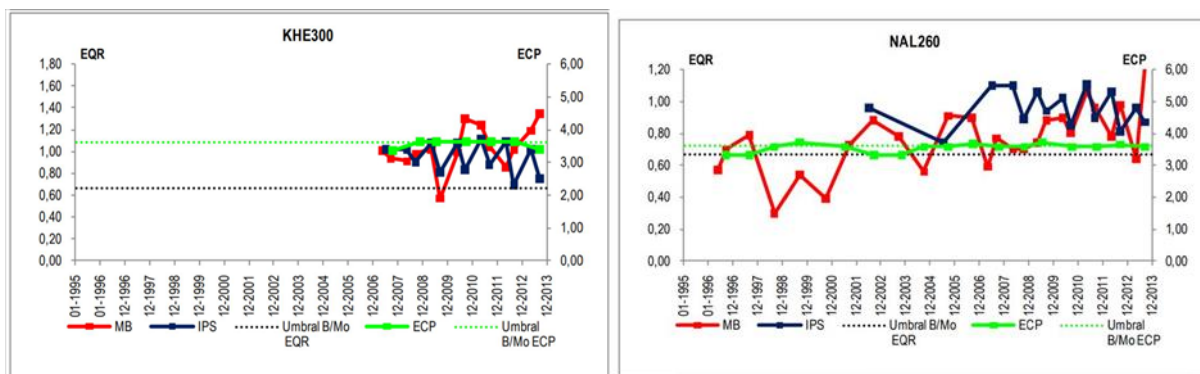 KHE300
EQR ECP
1,80 6,00
1,60
1,40 5,00
1,20 4,00
1,00
0,80 3,00
0,60 2,00
0,40
0,20 1,00
0,00 0,00
01-1995 01-1996 12-1996 12-1997 12-1998 12-1999 12-2000 12-2001 12-2002 12-2003 12-2004 12-2005 12-2006 12-2007 12-2008 12-2009 12-2010 12-2011 12-2012 12-2013
MB IPS Umbral B/Mo ECP Umbral
EQR B/Mo ECP
NAL260
EQR ECP
1,20 6,00
1,00 5,00
0,80 4,00
0,60 3,00
0,40 2,00
0,20 1,00
0,00 0,00
01-1995 01-1996 12-1996 12-1997 12-1998 12-1999 12-2000 12-2001 12-2002 12-2003 12-2004 12-2005 12-2006 12-2007 12-2008 12-2009 12-2010 12-2011 12-2012 12-2013
MB IPS Umbral B/Mo ECP Umbral
EQR B/Mo ECP